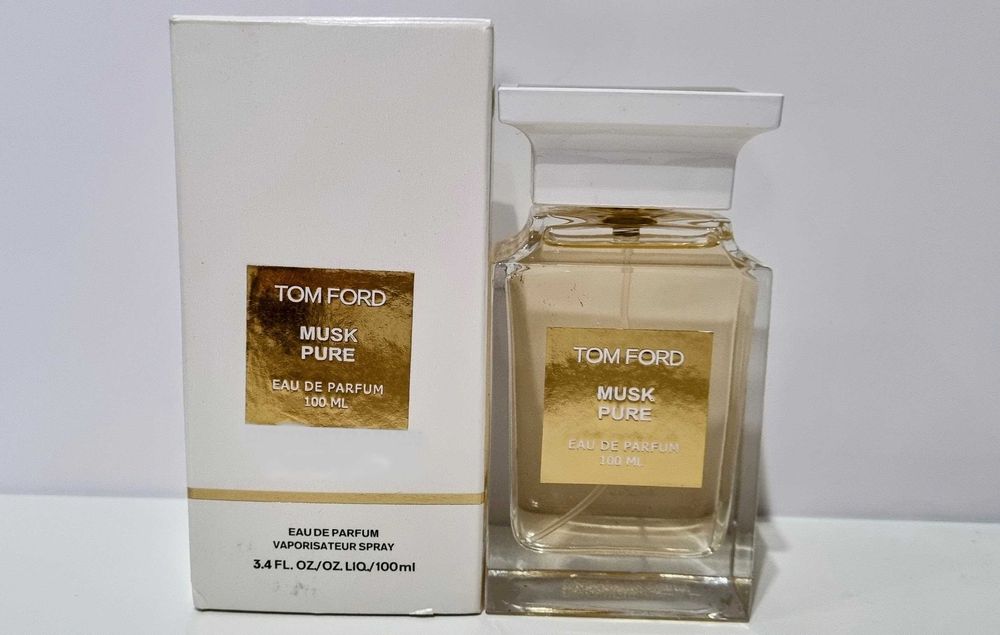 TOM FORD
MUSK
PURE
EAU DE PARFUM
100 ML
EAU DE PARFUM
VAPORISATEUR SPRAY
3.4 FL. OZ./OZ. LIQ./100ml
TOM FORD
MUSK
PURE
EAU DE PARFUM
100 ML